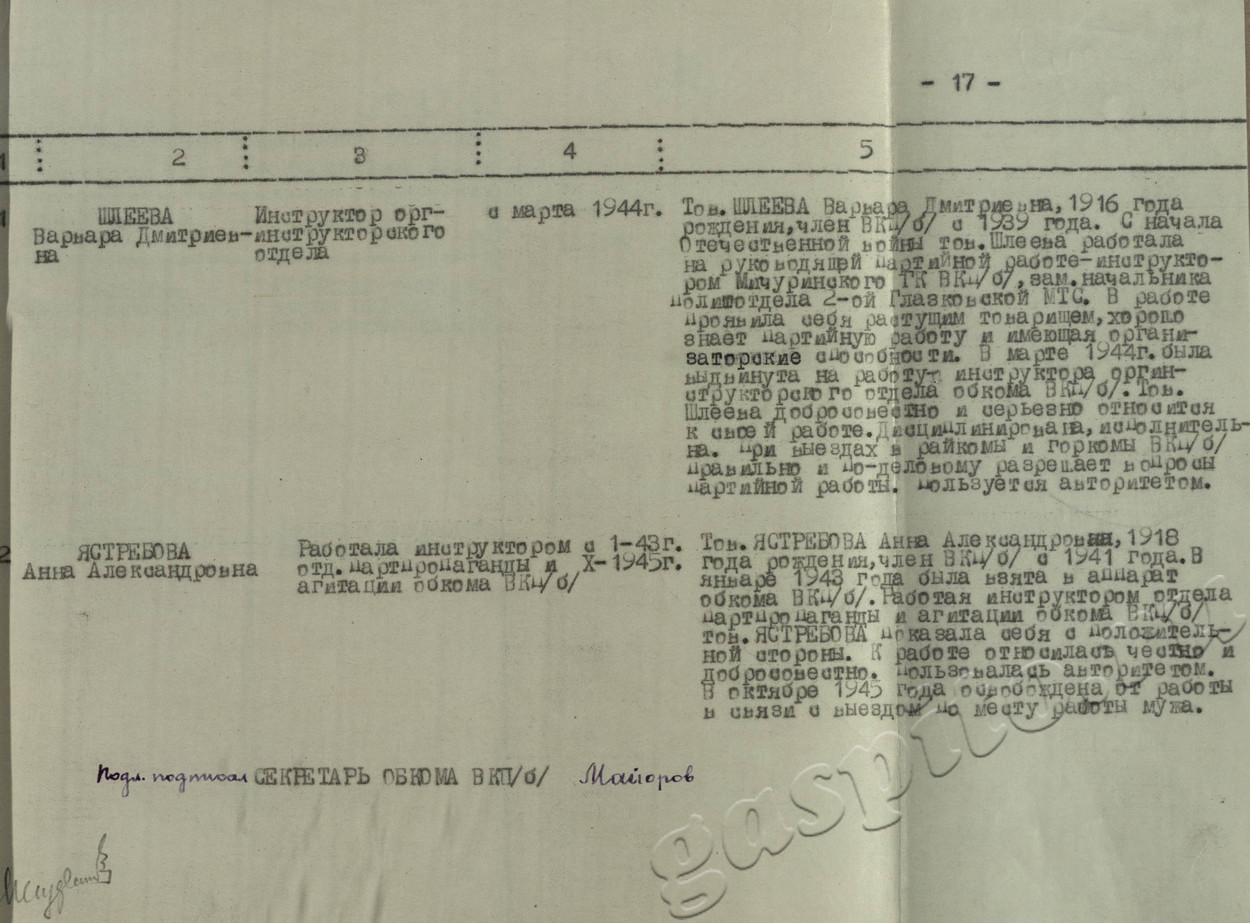 - 17 -
1 2 3 4 5
1 ШЛЕЕВА Инструктор орг- с марта 1944г. Тов. ШЛЕЕВА Варвара Дмитриевна, 1916 года
Варвара Дмитриев- инструкторского рождения, член ВКП/б/ с 1939 года. С начала
на отдела Отечественной войны тов. Шлеева работала
на руководящей партийной работе-инструкто-
ром Мичуринского ГК ВКП/б/, зам. начальника
политотдела 2-ой Глазковской МТС. В работе
проявила себя растущим товарищем, хорошо
знает партийную работу и имеющая органи-
заторские способности. В марте 1944г. была
выдвинута на работу инструктора оргин-
структорского отдела обкома ВКП/б/. Тов.
Шлеева добросовестно и серьезно относится
к своей работе. Дисциплинирована, исполнитель-
на. При выездах в райкомы и горкомы ВКП/б/
правильно и по-деловому разрешает вопросы
партийной работы. Пользуется авторитетом.
2 ЯСТРЕБОВА Работала инструктором с 1-43г. Тов. ЯСТРЕБОВА Анна Александровна, 1918
Анна Александровна отд. партпропаганды и X-1945г. года рождения, член ВКП/б/ с 1941 года. В
агитации обкома ВКП/б/ январе 1943 года была взята в аппарат
обкома ВКП/б/. Работая инструктором отдела
партпропаганды и агитации обкома ВКП/б/
тов. ЯСТРЕБОВА показала себя с положитель-
ной стороны. К работе относилась честно и
добросовестно. Пользовалась авторитетом.
В октябре 1945 года освобождена от работы
в связи с выездом по месту работы мужа.
Подл. подписал СЕКРЕТАРЬ ОБКОМА ВКП/б/ Майоров